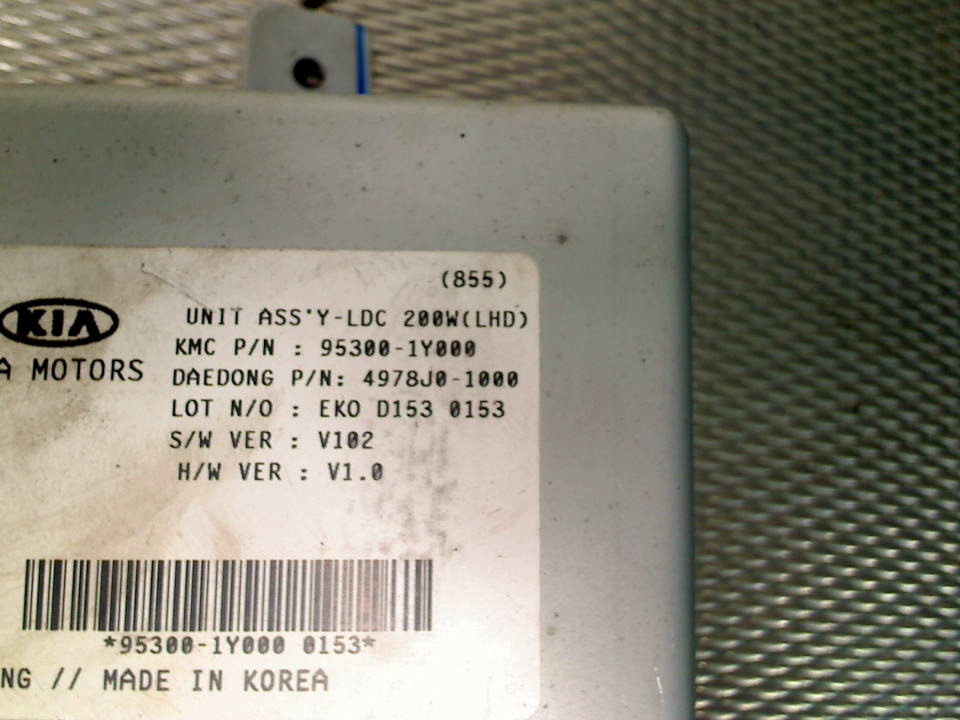 (855)
UNIT ASS'Y-LDC 200W(LHD)
KIA
KMC P/N : 95300-1Y000
A MOTORS
DAEDONG P/N: 4978J0-1000
LOT N/O : EKO D153 0153
S/W VER : V102
H/W VER : V1.0
*95300-1Y000 0153*
NG // MADE IN KOREA